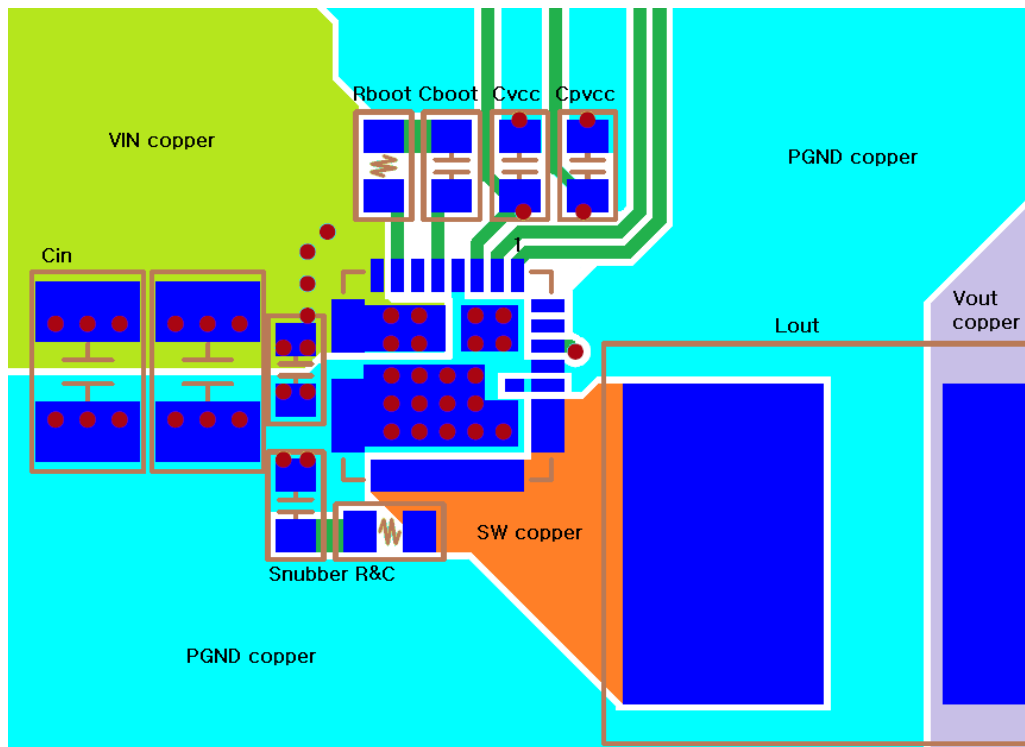 Rboot Cboot Cvcc Cpvcc
VIN copper
PGND copper
1
Cin
Vout
copper
Lout
SW copper
Snubber R&C
PGND copper